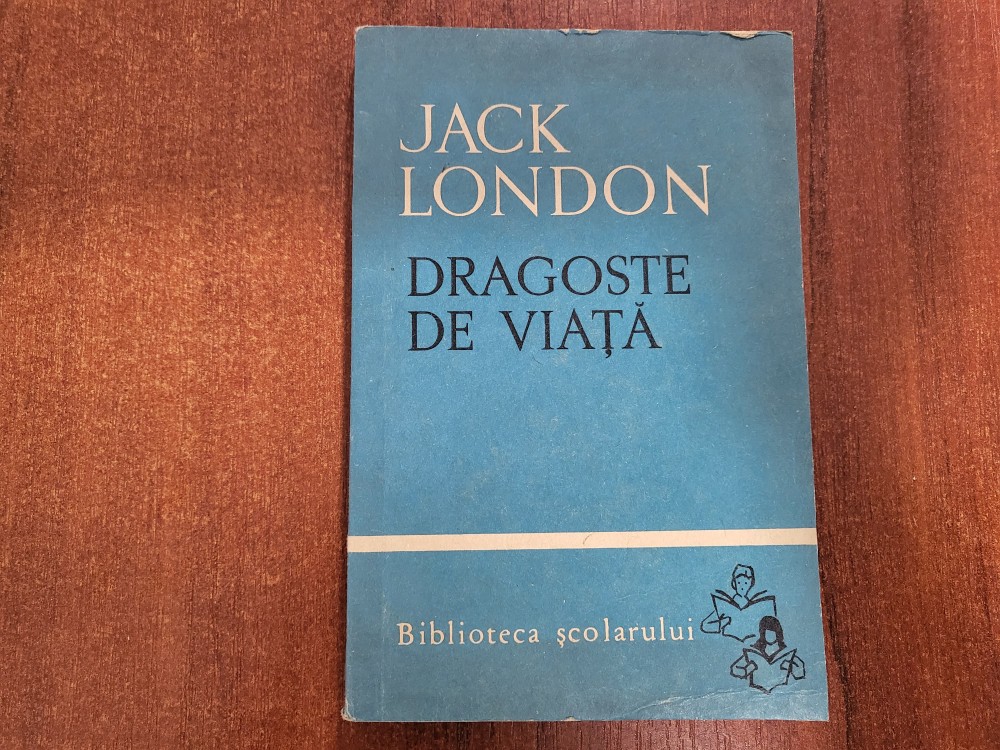 JACK
LONDON
DRAGOSTE
DE VIAȚĂ
Biblioteca școlarului